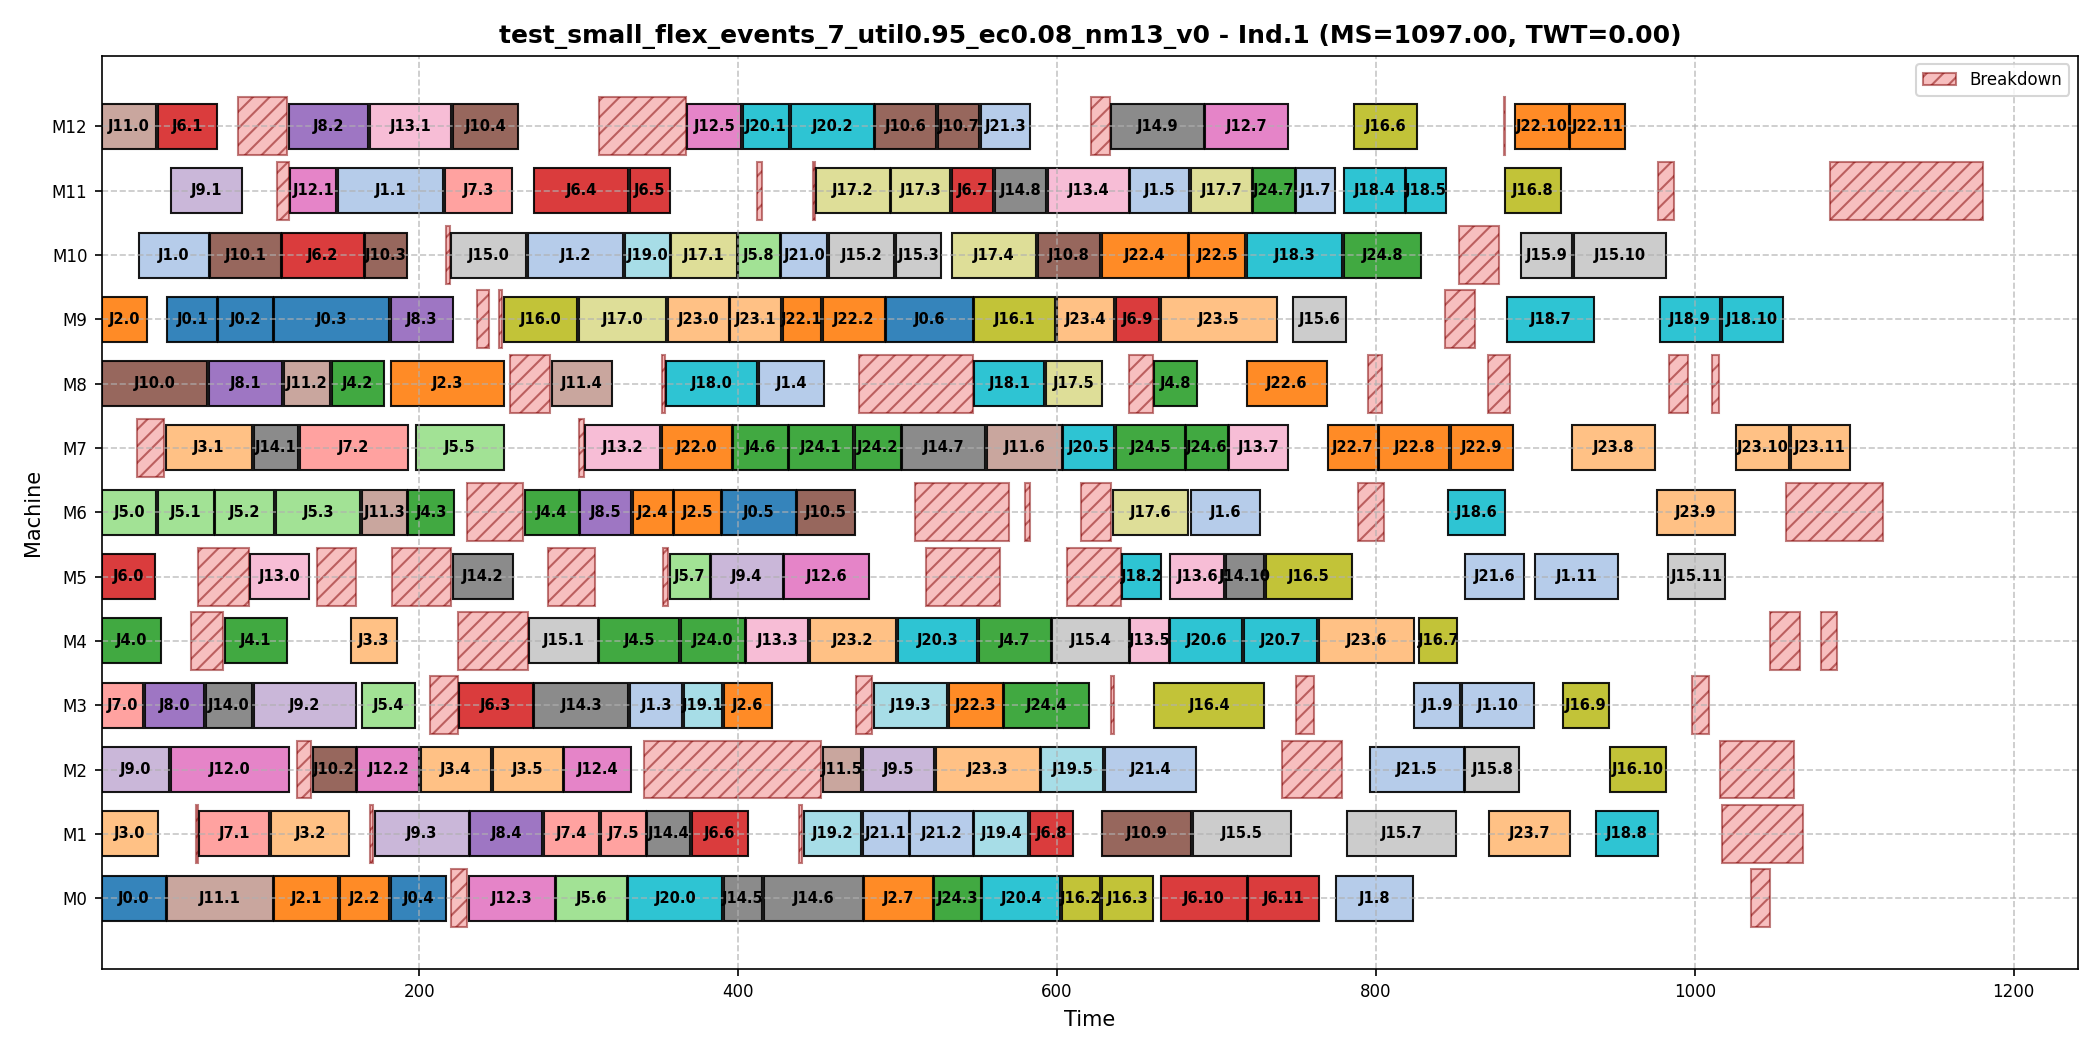 test_small_flex_events_7_util0.95_ec0.08_nm13_v0 - Ind.1 (MS=1097.00, TWT=0.00)
Breakdown
M12 J11.0 J6.1 J8.2 J13.1 J10.4 J12.5 J20.1 J20.2 J10.6 J10.7 J21.3 J14.9 J12.7 J16.6 J22.10 J22.11
M11 J9.1 J12.1 J1.1 J7.3 J6.4 J6.5 J17.2 J17.3 J6.7 J14.8 J13.4 J1.5 J17.7 J24.7 J1.7 J18.4 J18.5 J16.8
M10 J1.0 J10.1 J6.2 J10.3 J15.0 J1.2 J19.0 J17.1 J5.8 J21.0 J15.2 J15.3 J17.4 J10.8 J22.4 J22.5 J18.3 J24.8 J15.9 J15.10
M9 J2.0 J0.1 J0.2 J0.3 J8.3 J16.0 J17.0 J23.0 J23.1 J22.1 J22.2 J0.6 J16.1 J23.4 J6.9 J23.5 J15.6 J18.7 J18.9 J18.10
M8 J10.0 J8.1 J11.2 J4.2 J2.3 J11.4 J18.0 J1.4 J18.1 J17.5 J4.8 J22.6
M7 J3.1 J14.1 J7.2 J5.5 J13.2 J22.0 J4.6 J24.1 J24.2 J14.7 J11.6 J20.5 J24.5 J24.6 J13.7 J22.7 J22.8 J22.9 J23.8 J23.10 J23.11
M6 J5.0 J5.1 J5.2 J5.3 J11.3 J4.3 J4.4 J8.5 J2.4 J2.5 J0.5 J10.5 J17.6 J1.6 J18.6 J23.9
M5 J6.0 J13.0 J14.2 J5.7 J9.4 J12.6 J18.2 J13.6 J14.10 J16.5 J21.6 J1.11 J15.11
M4 J4.0 J4.1 J3.3 J15.1 J4.5 J24.0 J13.3 J23.2 J20.3 J4.7 J15.4 J13.5 J20.6 J20.7 J23.6 J16.7
M3 J7.0 J8.0 J14.0 J9.2 J5.4 J6.3 J14.3 J1.3 J19.1 J2.6 J19.3 J22.3 J24.4 J16.4 J1.9 J1.10 J16.9
M2 J9.0 J12.0 J10.2 J12.2 J3.4 J3.5 J12.4 J11.5 J9.5 J23.3 J19.5 J21.4 J21.5 J15.8 J16.10
M1 J3.0 J7.1 J3.2 J9.3 J8.4 J7.4 J7.5 J14.4 J6.6 J19.2 J21.1 J21.2 J19.4 J6.8 J10.9 J15.5 J15.7 J23.7 J18.8
M0 J0.0 J11.1 J2.1 J2.2 J0.4 J12.3 J5.6 J20.0 J14.5 J14.6 J2.7 J24.3 J20.4 J16.2 J16.3 J6.10 J6.11 J1.8
Machine
200 400 600 800 1000 1200
Time